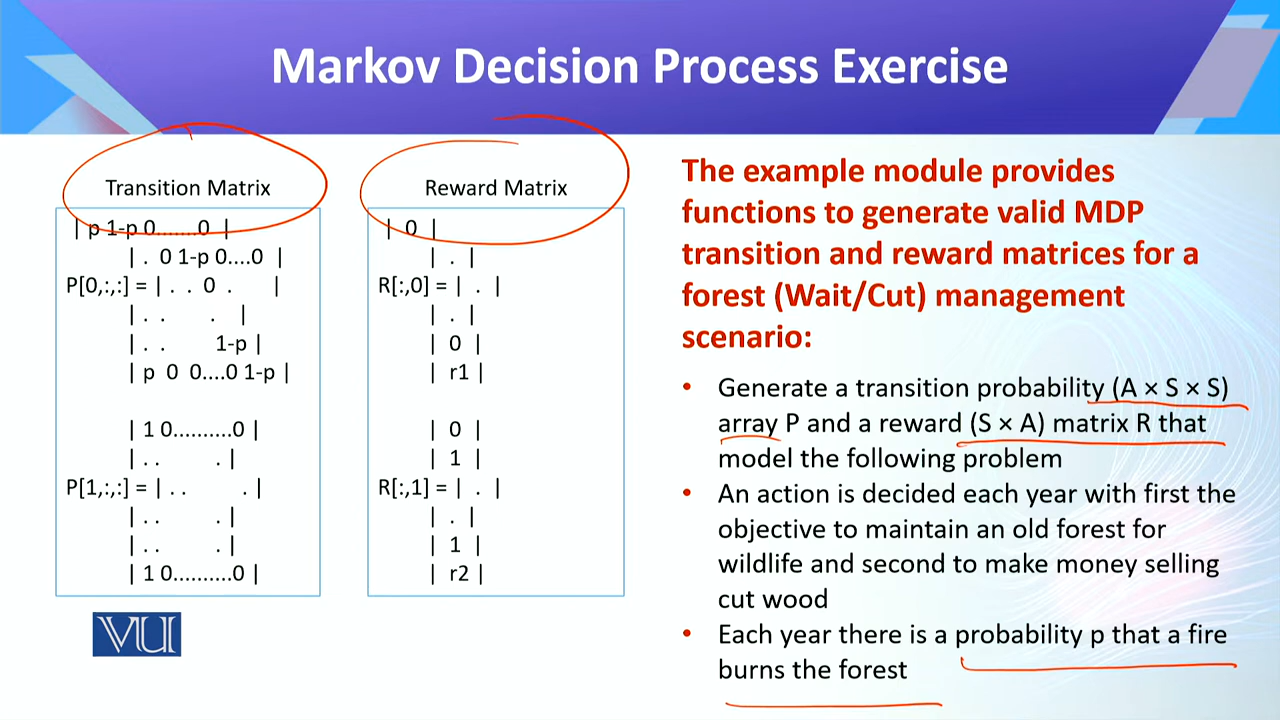 Markov Decision Process Exercise
Transition Matrix
| p 1-p 0.......0 |
| . 0 1-p 0....0 |
P[0,:,:] = | . . 0 . |
| . . . |
| . . 1-p |
| p 0 0....0 1-p |
| 1 0..........0 |
| . . . |
P[1,:,:] = | . . . |
| . . . |
| . . . |
| 1 0..........0 |
Reward Matrix
| 0 |
| . |
R[:,0] = | . |
| . |
| 0 |
| r1 |
| 0 |
| 1 |
R[:,1] = | . |
| . |
| 1 |
| r2 |
The example module provides
functions to generate valid MDP
transition and reward matrices for a
forest (Wait/Cut) management
scenario:
• Generate a transition probability (A × S × S)
array P and a reward (S × A) matrix R that
model the following problem
• An action is decided each year with first the
objective to maintain an old forest for
wildlife and second to make money selling
cut wood
• Each year there is a probability p that a fire
burns the forest
VU